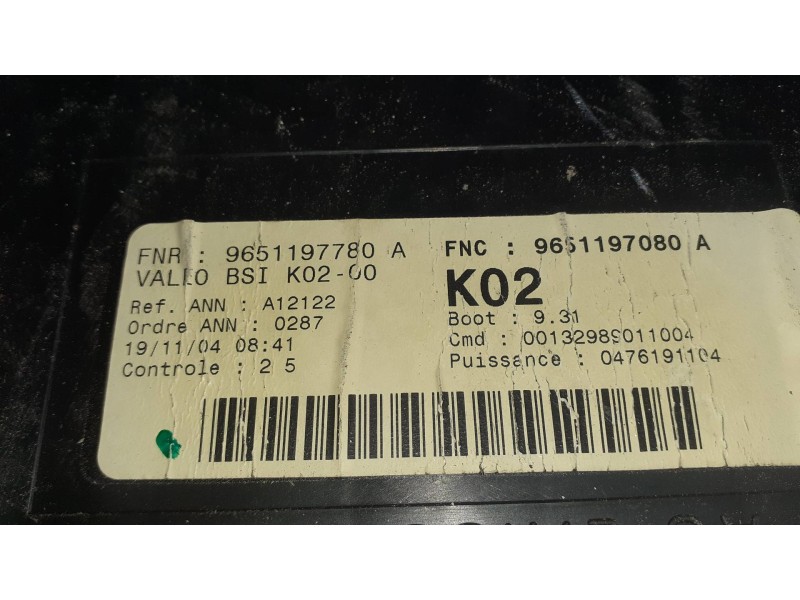 FNR : 9651197780 A
FNC : 9651197080 A
VALEO BSI K02-00
K02
Ref. ANN : A12122
Boot : 9.31
Ordre ANN : 0287
Cmd : 00132989011004
19/11/04 08:41
Puissance : 0476191104
Controle : 2 5